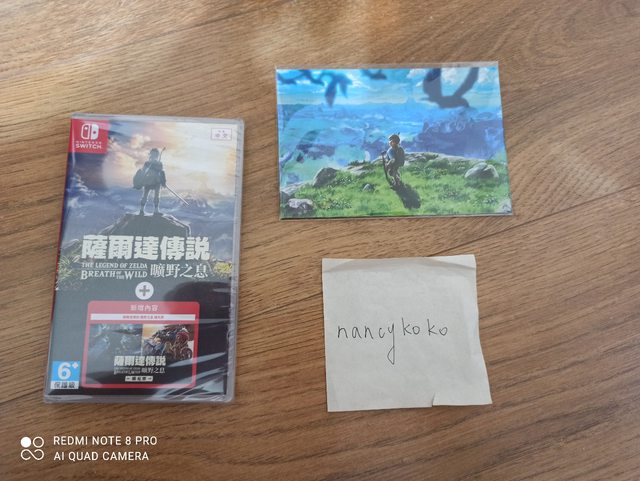 NINTENDO
SWITCH
薩爾達傳說
THE LEGEND OF ZELDA
BREATH OF THE WILD 曠野之息
+
新增內容
薩爾達傳說
曠野之息
6+
保護級
nancykoko
REDMI NOTE 8 PRO
AI QUAD CAMERA